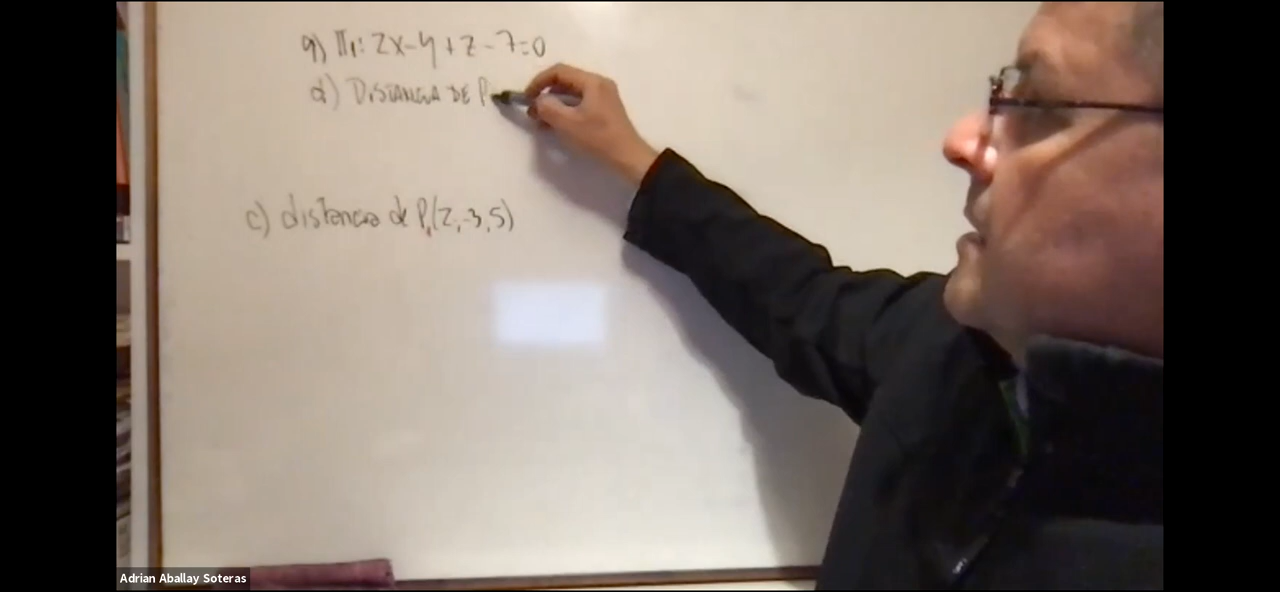 a) π₁: 2x-y+z-7=0
d) DISTANCIA DE P
c) distancia de P₁(2,-3,5)
Adrian Aballay Soteras